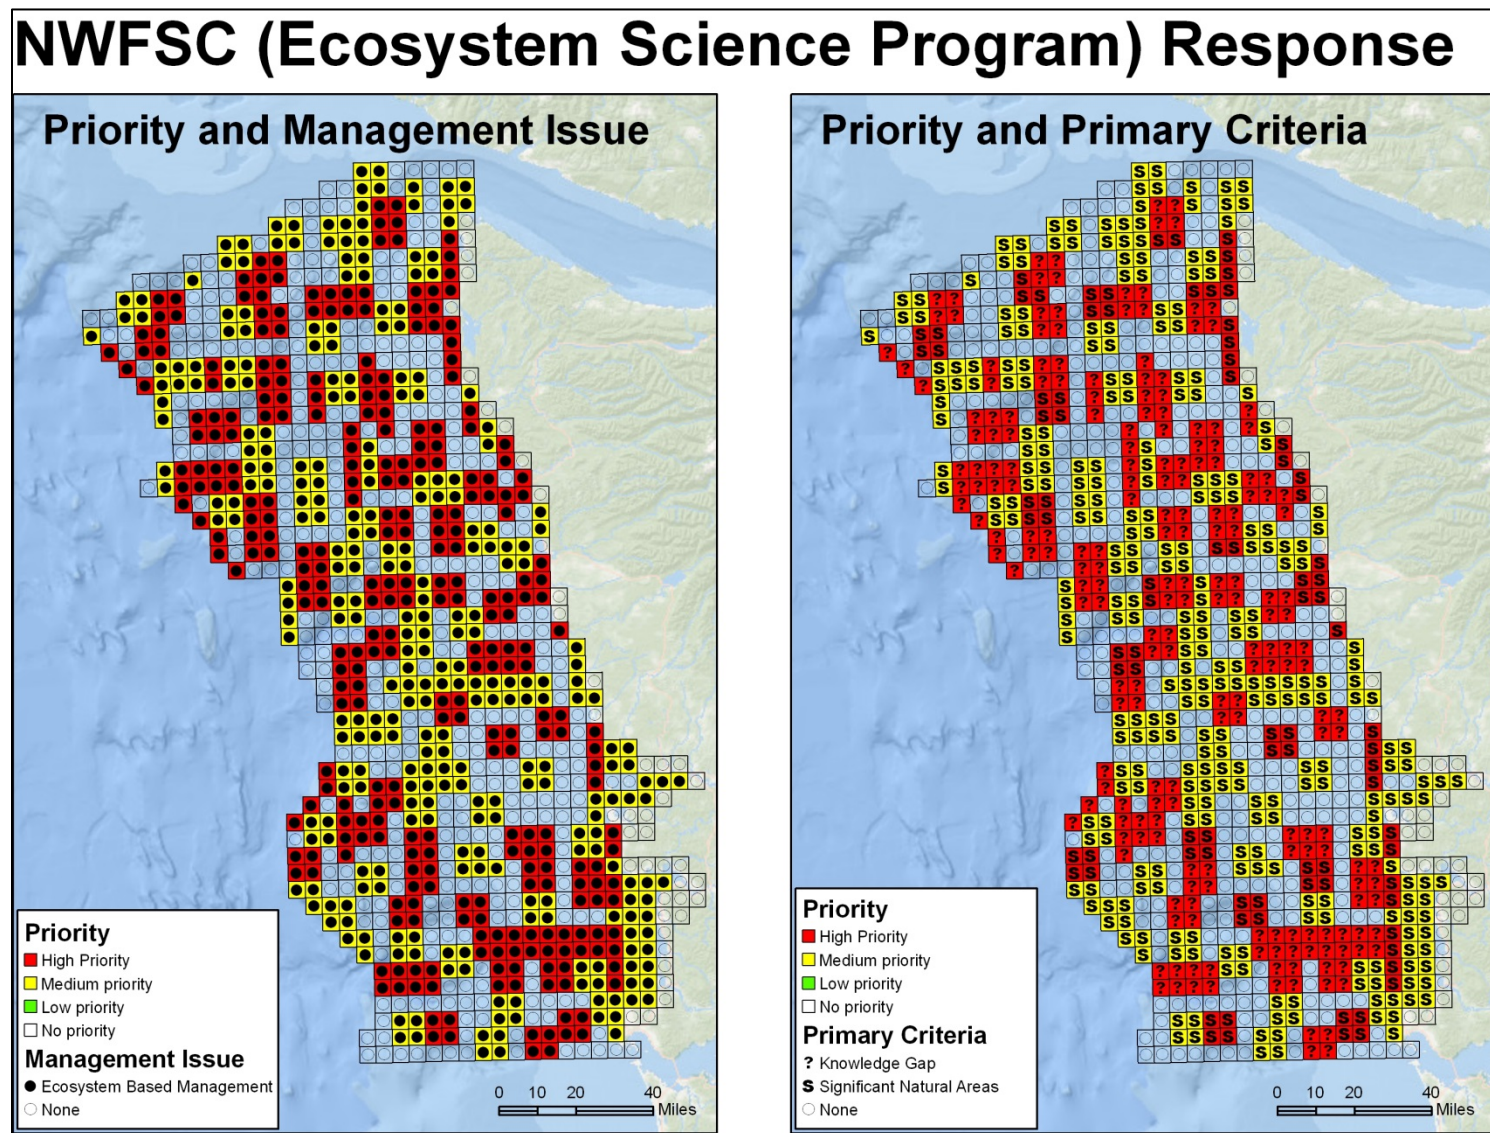 NWFSC (Ecosystem Science Program) Response
Priority and Management Issue
Priority
High Priority
Medium priority
Low priority
No priority
Management Issue
Ecosystem Based Management
None
0 10 20 40
Miles
Priority and Primary Criteria
Priority
High Priority
Medium priority
Low priority
No priority
Primary Criteria
? Knowledge Gap
S Significant Natural Areas
None
0 10 20 40
Miles